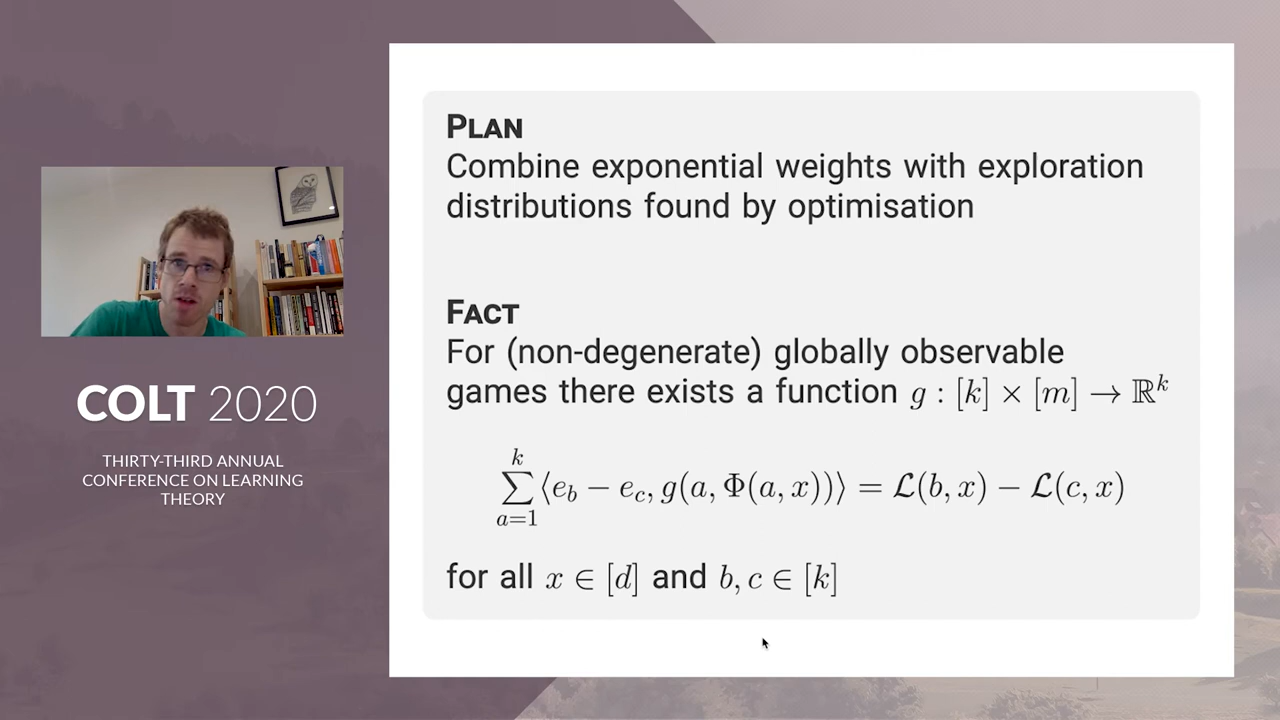 COLT 2020
THIRTY-THIRD ANNUAL
CONFERENCE ON LEARNING
THEORY
PLAN
Combine exponential weights with exploration
distributions found by optimisation
FACT
For (non-degenerate) globally observable
games there exists a function g : [k] × [m] → ℝ^k
∑_{a=1}^{k} ⟨e_b − e_c, g(a, Φ(a, x))⟩ = ℒ(b, x) − ℒ(c, x)
for all x ∈ [d] and b, c ∈ [k]